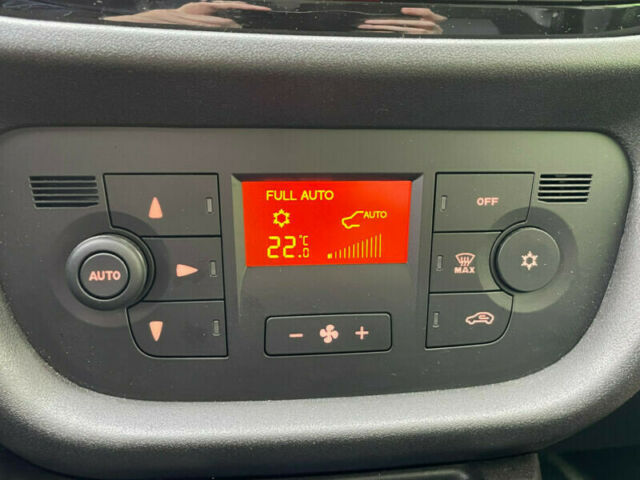 FULL AUTO
AUTO
22.0 °C
AUTO
OFF
MAX
− +